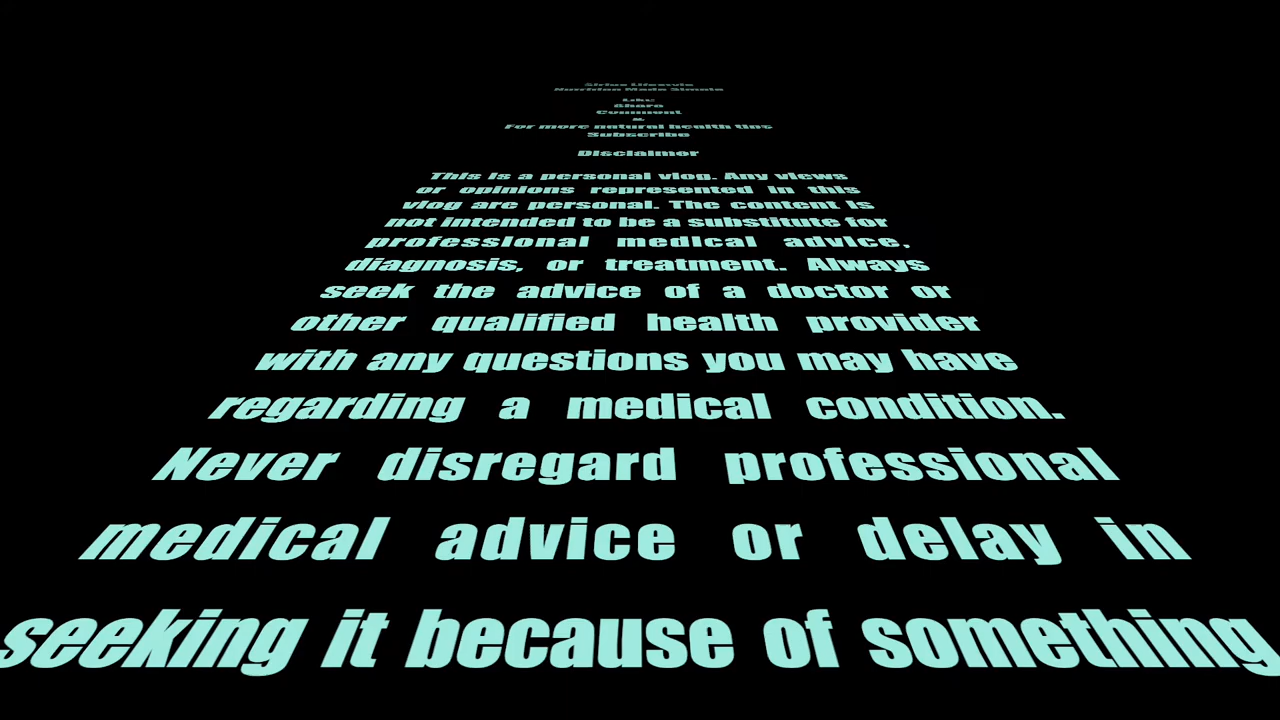 Nutrition Made Simple
Like
Share
Comment
&
For more natural health tips
Subscribe
Disclaimer
This is a personal vlog. Any views
or opinions represented in this
vlog are personal. The content is
not intended to be a substitute for
professional medical advice,
diagnosis, or treatment. Always
seek the advice of a doctor or
other qualified health provider
with any questions you may have
regarding a medical condition.
Never disregard professional
medical advice or delay in
seeking it because of something